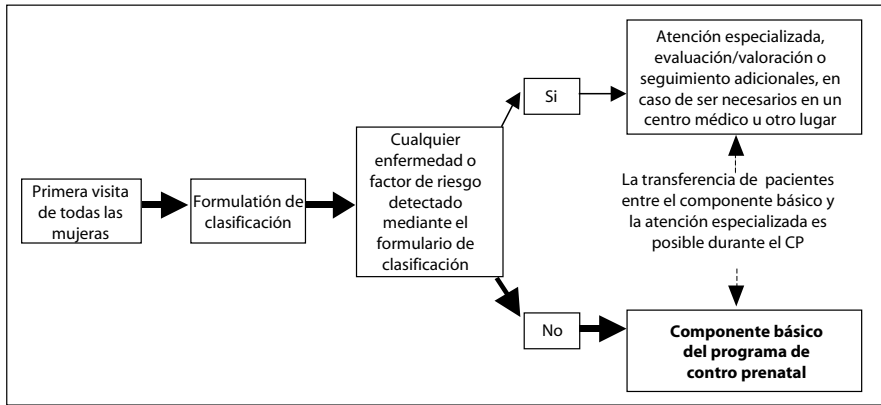 Primera visita
de todas las
mujeres
Formulatión de
clasificación
Cualquier
enfermedad o
factor de riesgo
detectado
mediante el
formulario de
clasificación
Si
Atención especializada,
evaluación/valoración o
seguimiento adicionales, en
caso de ser necesarios en un
centro médico u otro lugar
La transferencia de pacientes
entre el componente básico y
la atención especializada es
posible durante el CP
No
Componente básico
del programa de
contro prenatal